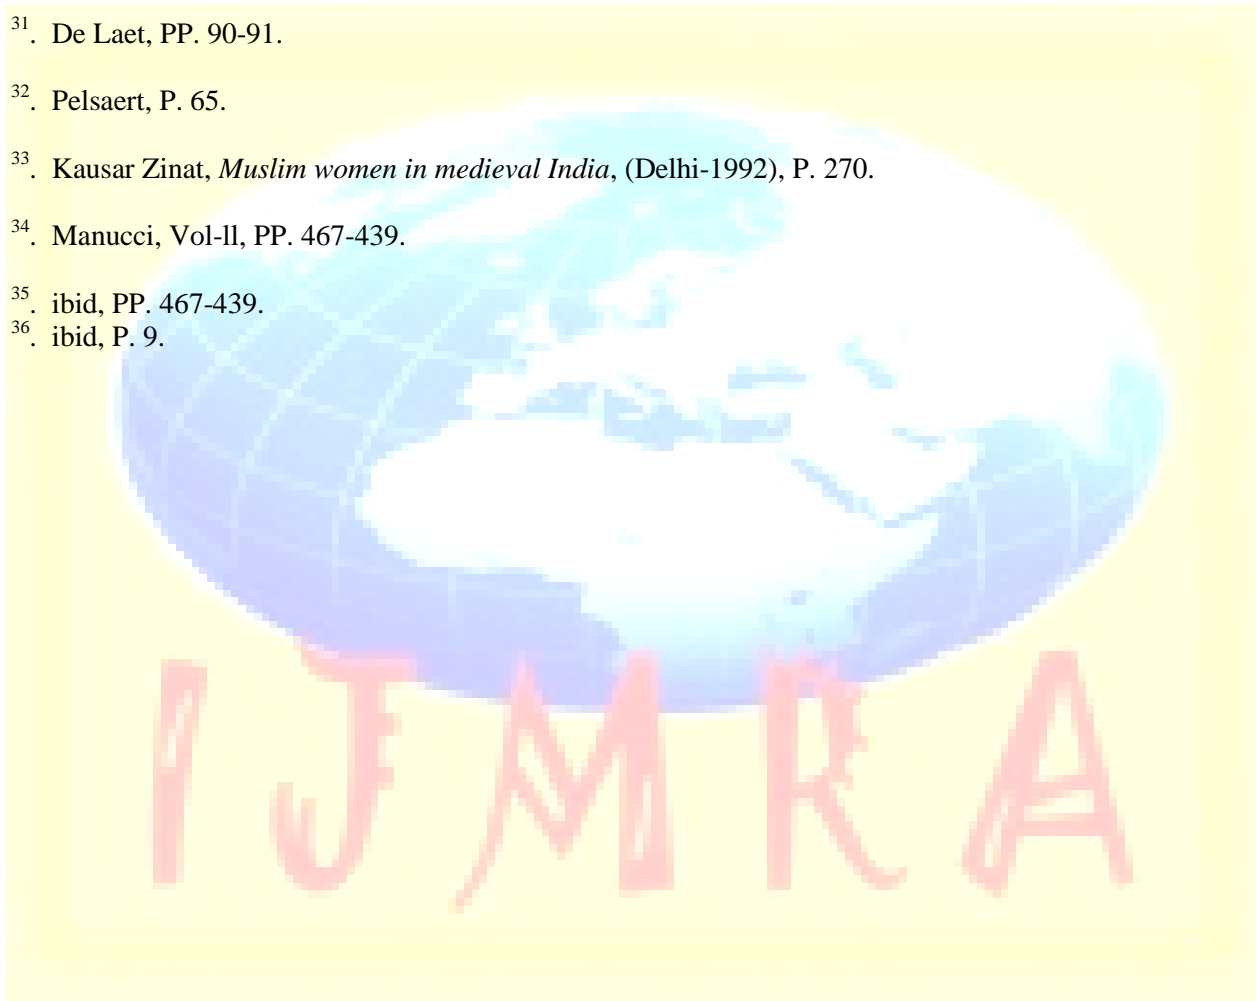 31. De Laet, PP. 90-91.
32. Pelsaert, P. 65.
33. Kausar Zinat, Muslim women in medieval India, (Delhi-1992), P. 270.
34. Manucci, Vol-ll, PP. 467-439.
35. ibid, PP. 467-439.
36. ibid, P. 9.
IJMRA